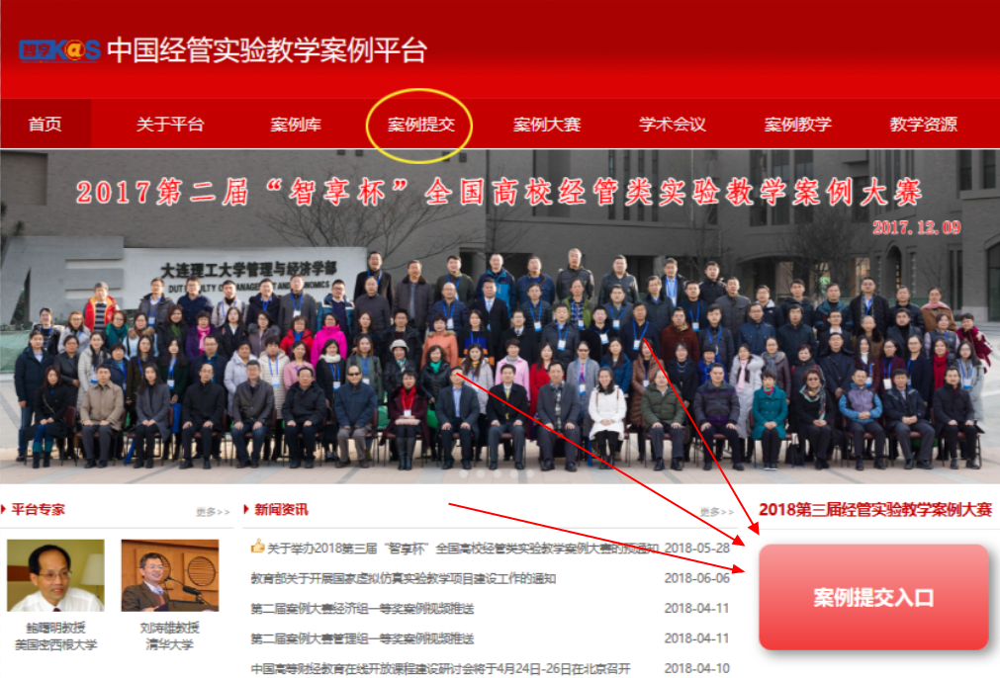 智享K@S 中国经管实验教学案例平台
首页 关于平台 案例库 案例提交 案例大赛 学术会议 案例教学 教学资源
2017第二届“智享杯”全国高校经管类实验教学案例大赛
2017.12.09
大连理工大学管理与经济学部
DUT FACULTY OF MANAGEMENT AND ECONOMICS
平台专家 更多>>
鲍曙明教授
美国密西根大学
刘涛雄教授
清华大学
新闻资讯 更多>>
关于举办2018第三届“智享杯”全国高校经管类实验教学案例大赛的预通知 2018-05-28
教育部关于开展国家虚拟仿真实验教学项目建设工作的通知 2018-06-06
第二届案例大赛经济组一等奖案例视频推送 2018-04-11
第二届案例大赛管理组一等奖案例视频推送 2018-04-11
中国高等财经教育在线开放课程建设研讨会将于4月24日-26日在北京召开 2018-04-10
2018第三届经管实验教学案例大赛
案例提交入口